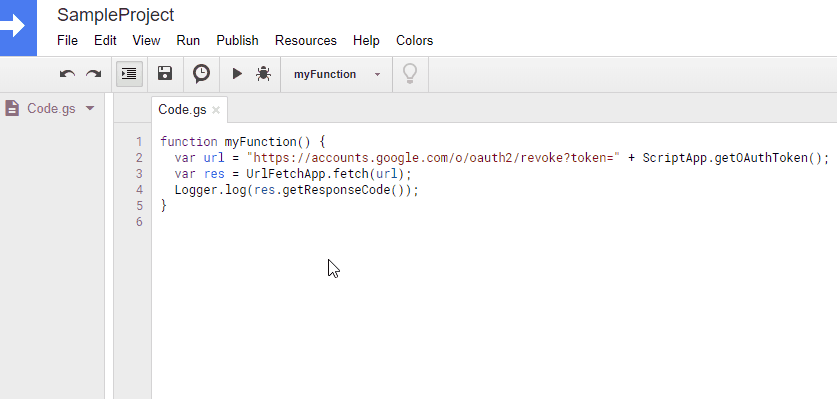 SampleProject
File Edit View Run Publish Resources Help Colors
myFunction
Code.gs
Code.gs
1 function myFunction() {
2 var url = "https://accounts.google.com/o/oauth2/revoke?token=" + ScriptApp.getOAuthToken();
3 var res = UrlFetchApp.fetch(url);
4 Logger.log(res.getResponseCode());
5 }
6